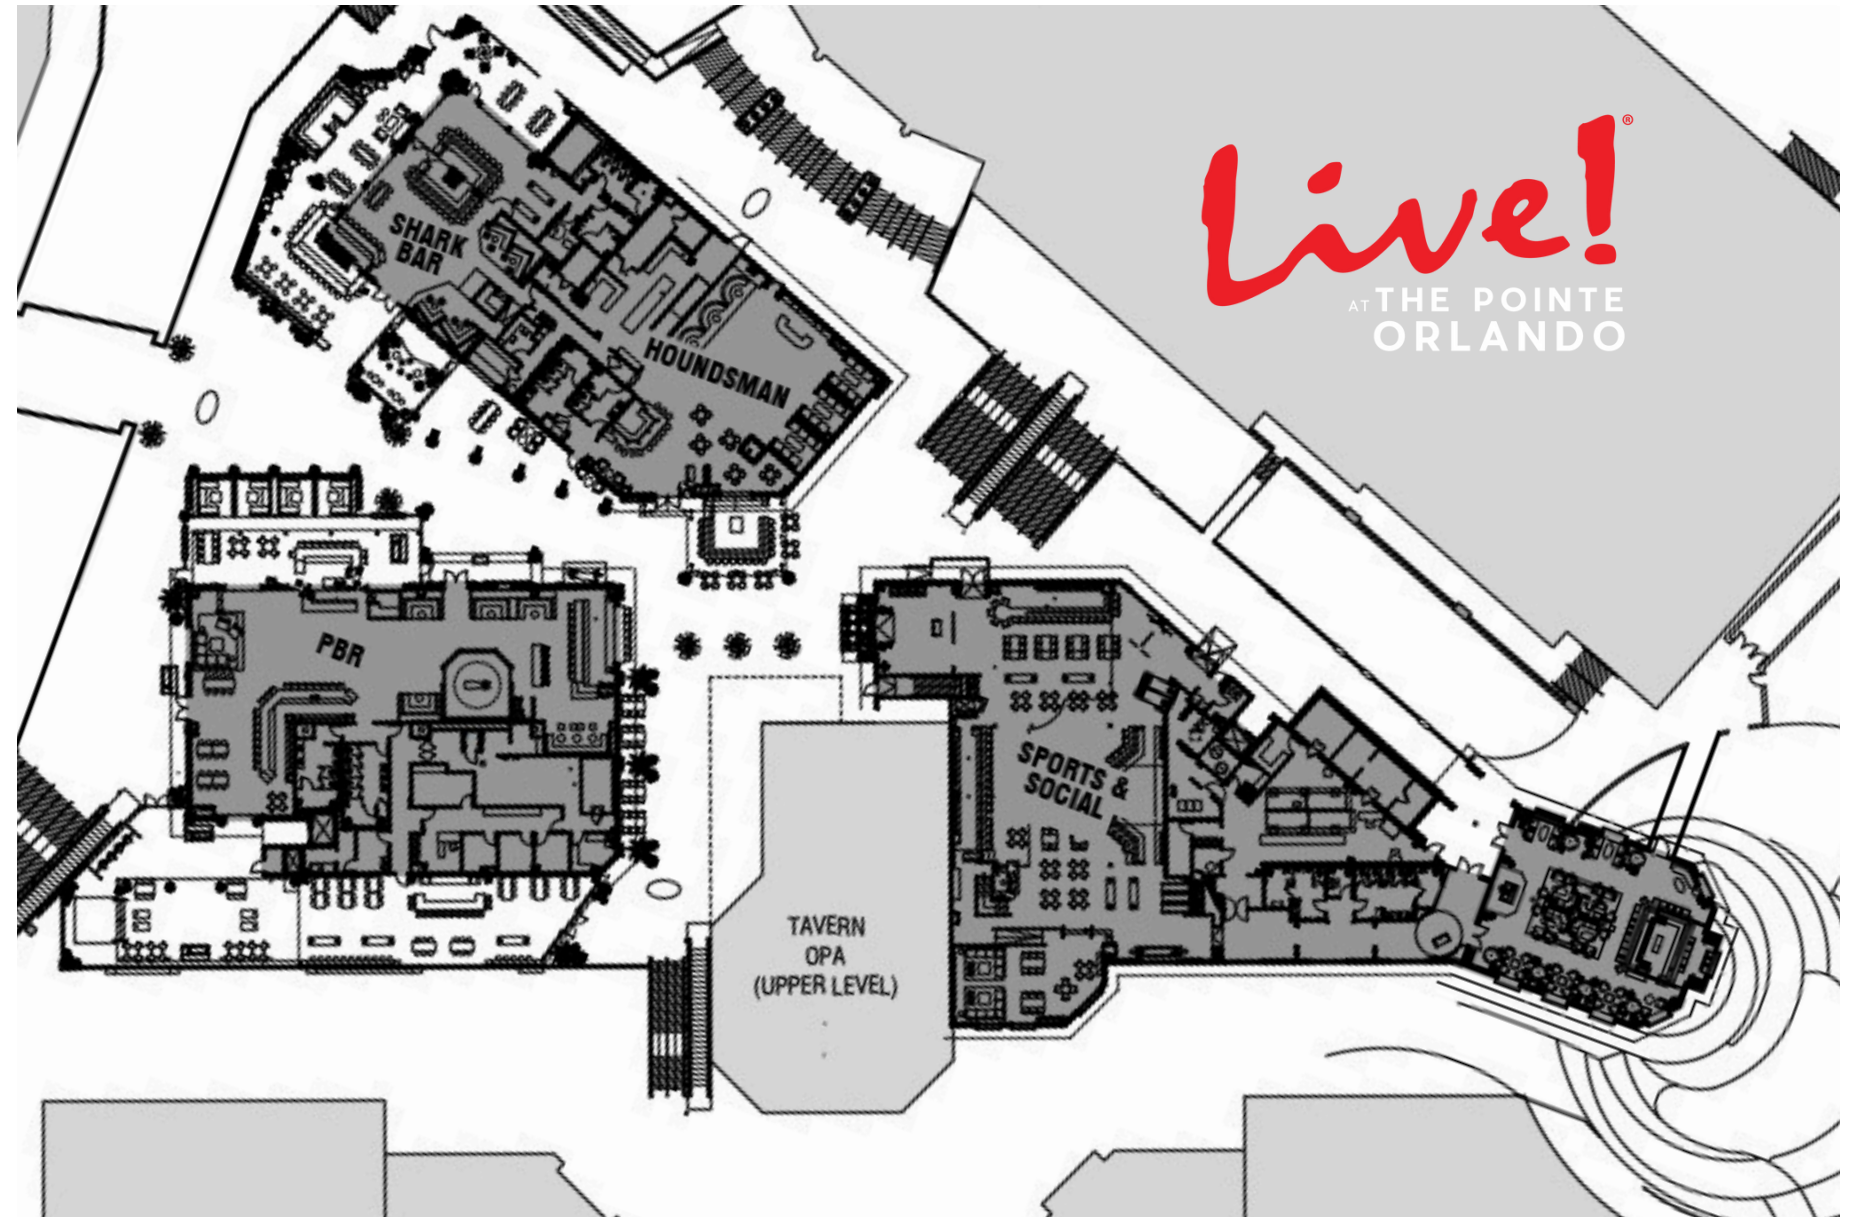 Live!®
AT THE POINTE
ORLANDO
SHARK
BAR
HOUNDSMAN
PBR
SPORTS &
SOCIAL
TAVERN
OPA
(UPPER LEVEL)